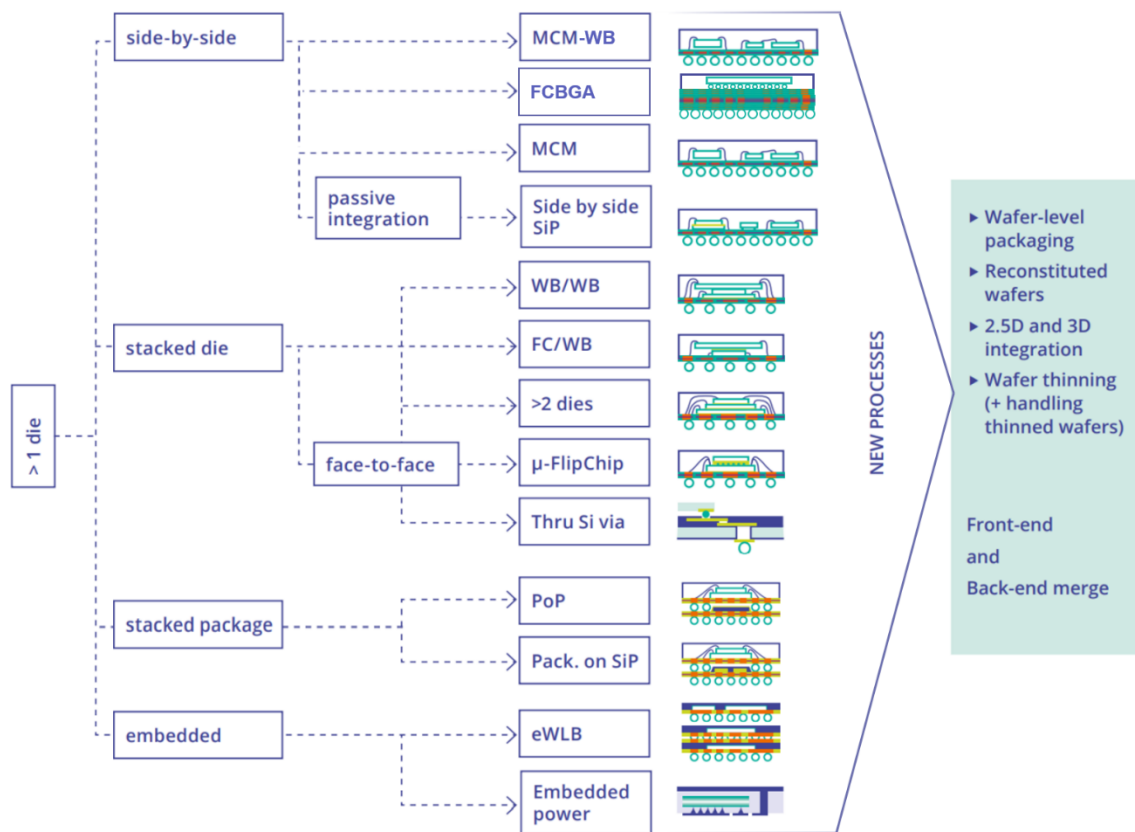 > 1 die
side-by-side
MCM-WB
FCBGA
MCM
passive
integration
Side by side
SiP
stacked die
WB/WB
FC/WB
>2 dies
face-to-face
μ-FlipChip
Thru Si via
stacked package
PoP
Pack. on SiP
embedded
eWLB
Embedded
power
NEW PROCESSES
▸ Wafer-level
packaging
▸ Reconstituted
wafers
▸ 2.5D and 3D
integration
▸ Wafer thinning
(+ handling
thinned wafers)
Front-end
and
Back-end merge